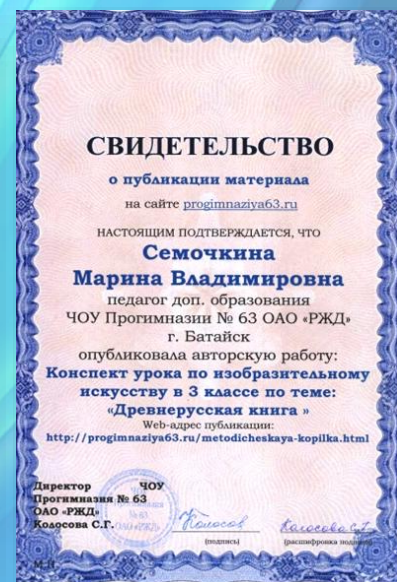 СВИДЕТЕЛЬСТВО
о публикации материала
на сайте progimnaziya63.ru
НАСТОЯЩИМ ПОДТВЕРЖДАЕТСЯ, ЧТО
Семочкина
Марина Владимировна
педагог доп. образования
ЧОУ Прогимназии № 63 ОАО «РЖД»
г. Батайск
опубликовала авторскую работу:
Конспект урока по изобразительному
искусству в 3 классе по теме:
«Древнерусская книга »
Web-адрес публикации:
http://progimnaziya63.ru/metodicheskaya-kopilka.html
Директор ЧОУ
Прогимназия № 63
ОАО «РЖД»
Колосова С.Г.
(подпись)
(расшифровка подписи)
М.П.